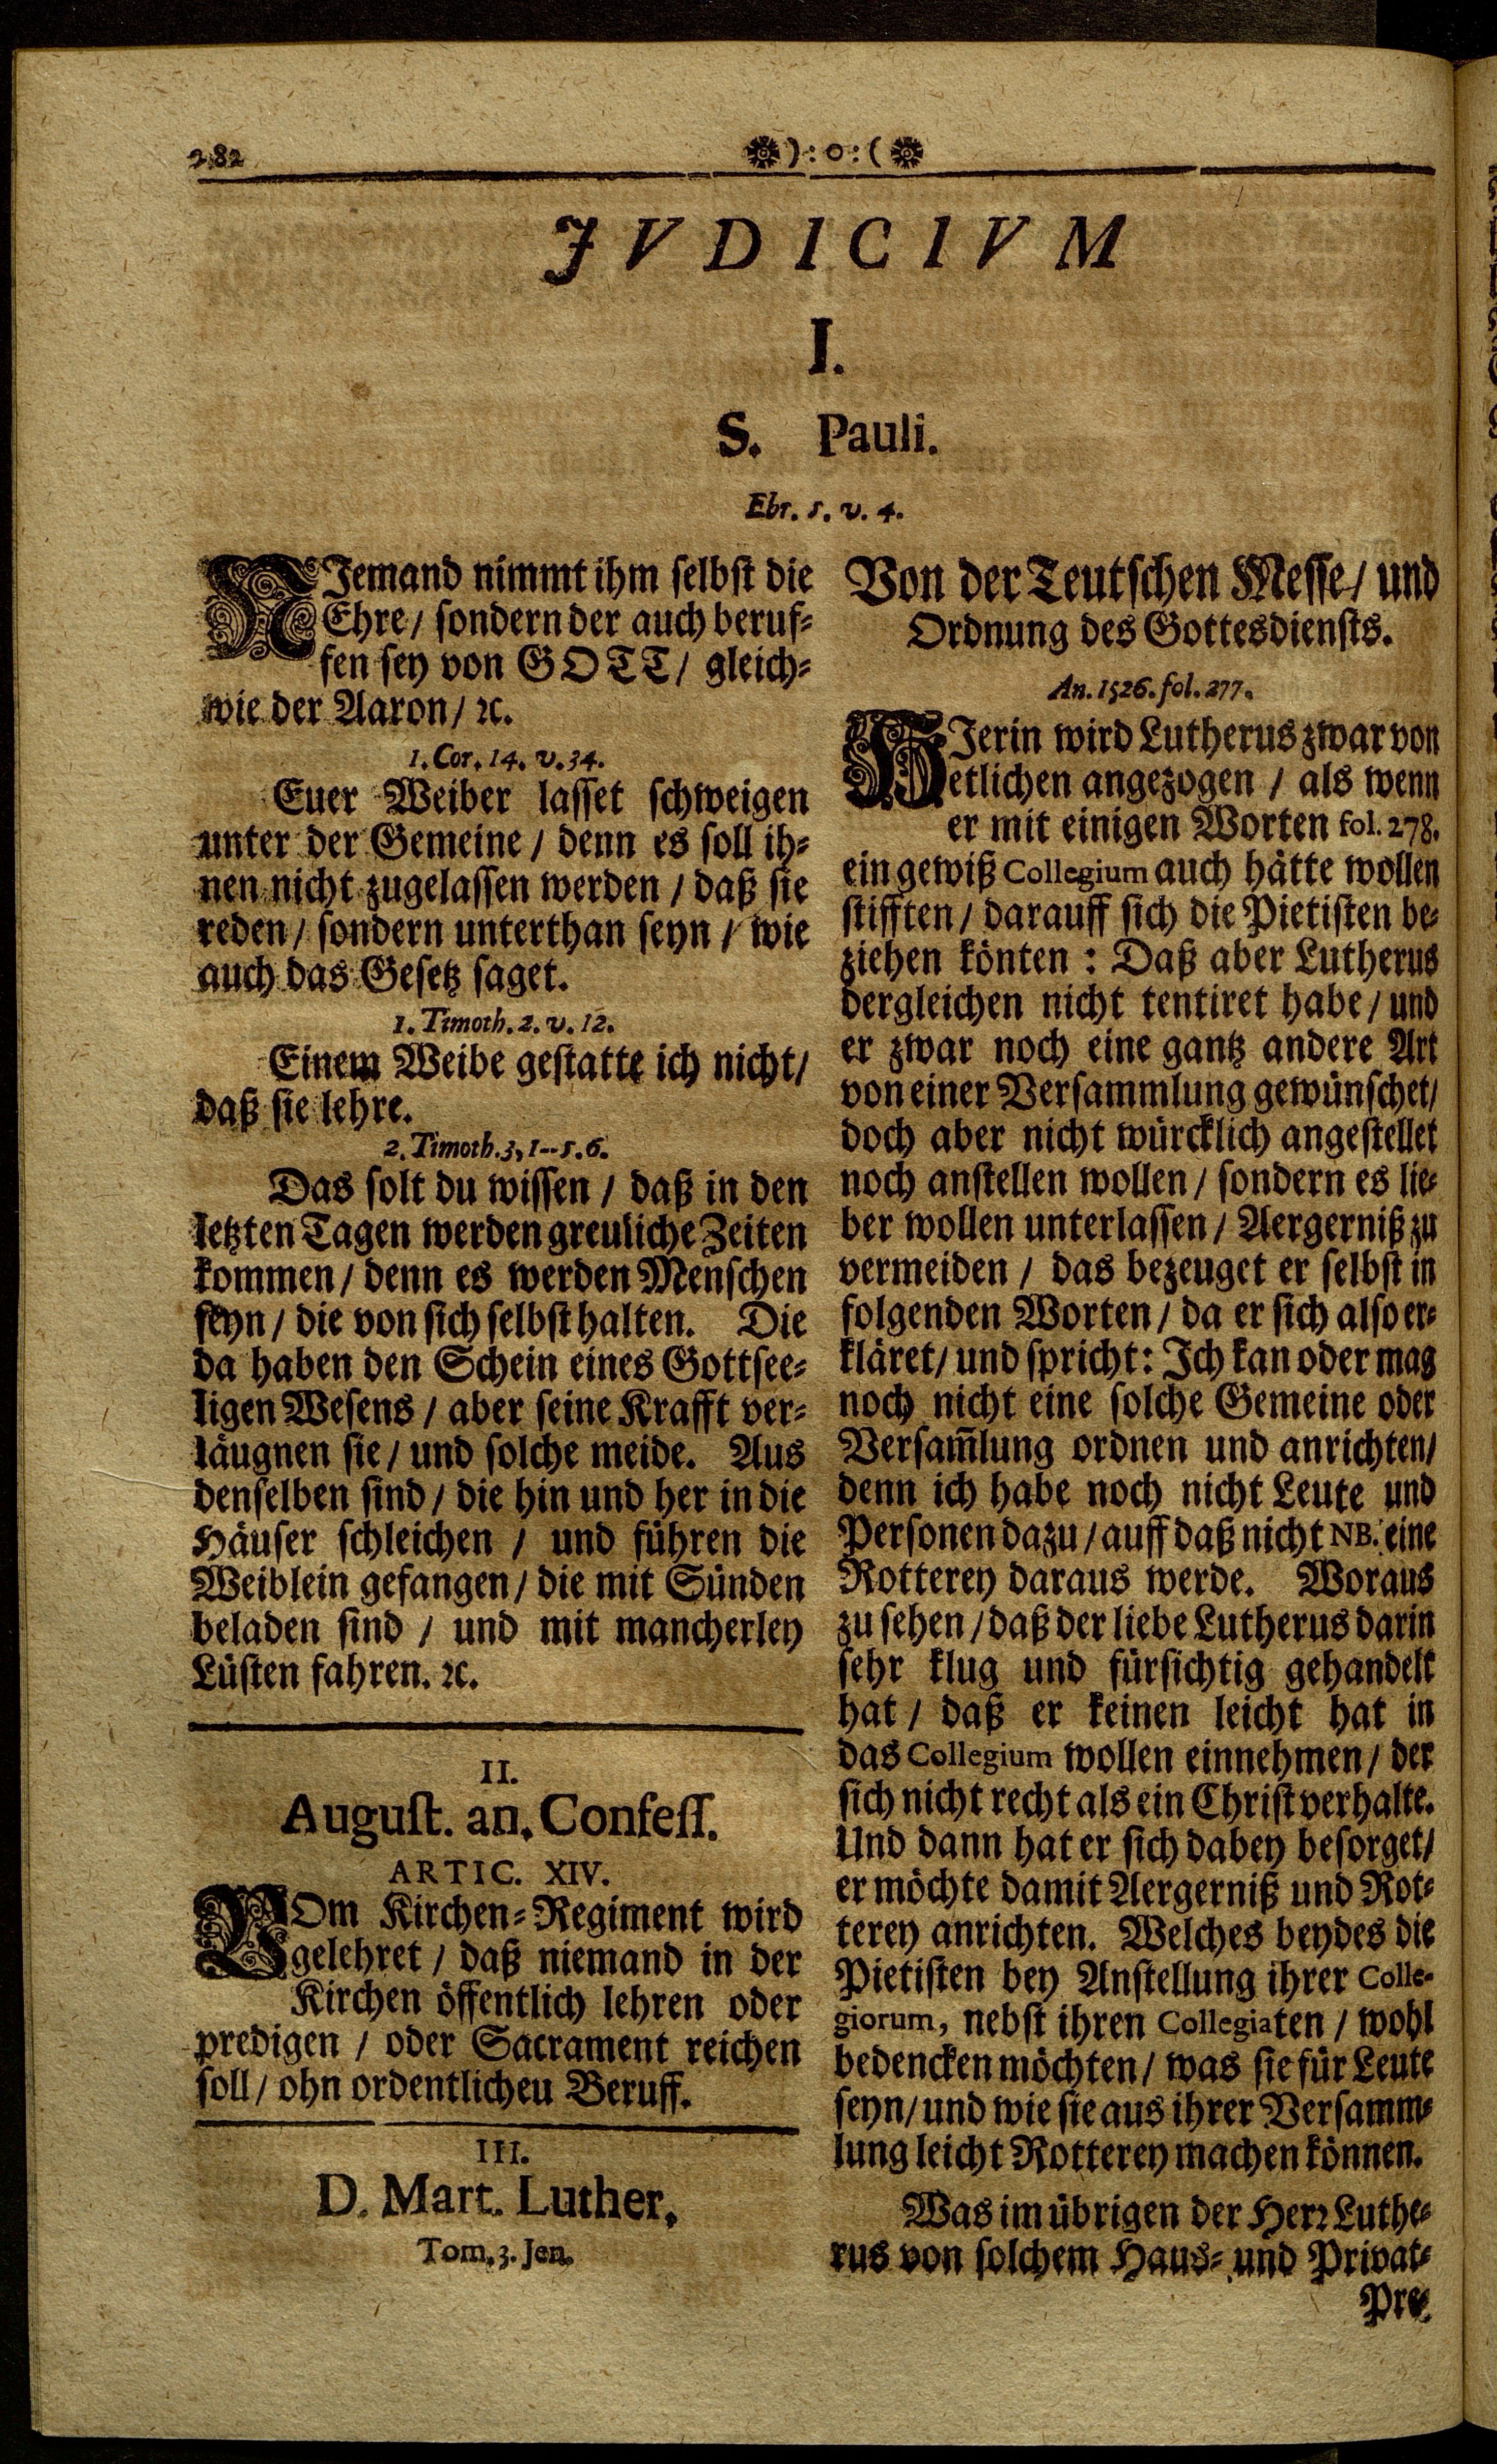 282 ):o:(
JVDICIVM
I.
S. Pauli.
Ebr. 5. v. 4.
NJemand nimmt ihm selbst die
Ehre / sondern der auch beruf-
fen sey von GOTT / gleich-
wie der Aaron / ꝛc.
1. Cor. 14. v. 34.
Euer Weiber lasset schweigen
unter der Gemeine / denn es soll ih-
nen nicht zugelassen werden / daß sie
reden / sondern unterthan seyn / wie
auch das Gesetz saget.
1. Timoth. 2. v. 12.
Einem Weibe gestatte ich nicht /
daß sie lehre.
2. Timoth. 3, 1--5. 6.
Das solt du wissen / daß in den
letzten Tagen werden greuliche Zeiten
kommen / denn es werden Menschen
seyn / die von sich selbst halten. Die
da haben den Schein eines Gottsee-
ligen Wesens / aber seine Krafft ver-
läugnen sie / und solche meide. Aus
denselben sind / die hin und her in die
Häuser schleichen / und führen die
Weiblein gefangen / die mit Sünden
beladen sind / und mit mancherley
Lüsten fahren. ꝛc.
II.
August. an. Confess.
ARTIC. XIV.
VOm Kirchen-Regiment wird
gelehret / daß niemand in der
Kirchen öffentlich lehren oder
predigen / oder Sacrament reichen
soll / ohn ordentlicheu Beruff.
III.
D. Mart. Luther.
Tom. 3. Jen.
Von der Teutschen Messe / und
Ordnung des Gottesdiensts.
An. 1526. fol. 277.
HJerin wird Lutherus zwar von
etlichen angezogen / als wenn
er mit einigen Worten fol. 278.
ein gewiß Collegium auch hätte wollen
stifften / darauff sich die Pietisten be-
ziehen könten : Daß aber Lutherus
dergleichen nicht tentiret habe / und
er zwar noch eine gantz andere Art
von einer Versammlung gewünschet /
doch aber nicht würcklich angestellet
noch anstellen wollen / sondern es lie-
ber wollen unterlassen / Aergerniß zu
vermeiden / das bezeuget er selbst in
folgenden Worten / da er sich also er-
kläret / und spricht: Ich kan oder mag
noch nicht eine solche Gemeine oder
Versam̃lung ordnen und anrichten /
denn ich habe noch nicht Leute und
Personen dazu / auff daß nicht NB. eine
Rotterey daraus werde. Woraus
zu sehen / daß der liebe Lutherus darin
sehr klug und fürsichtig gehandelt
hat / daß er keinen leicht hat in
das Collegium wollen einnehmen / der
sich nicht recht als ein Christ verhalte.
Und dann hat er sich dabey besorget /
er möchte damit Aergerniß und Rot-
terey anrichten. Welches beydes die
Pietisten bey Anstellung ihrer Colle-
giorum, nebst ihren Collegiaten / wohl
bedencken möchten / was sie für Leute
seyn / und wie sie aus ihrer Versamm-
lung leicht Rotterey machen können.
Was im übrigen der Herꝛ Luthe-
rus von solchem Haus- und Privat-
Pre-